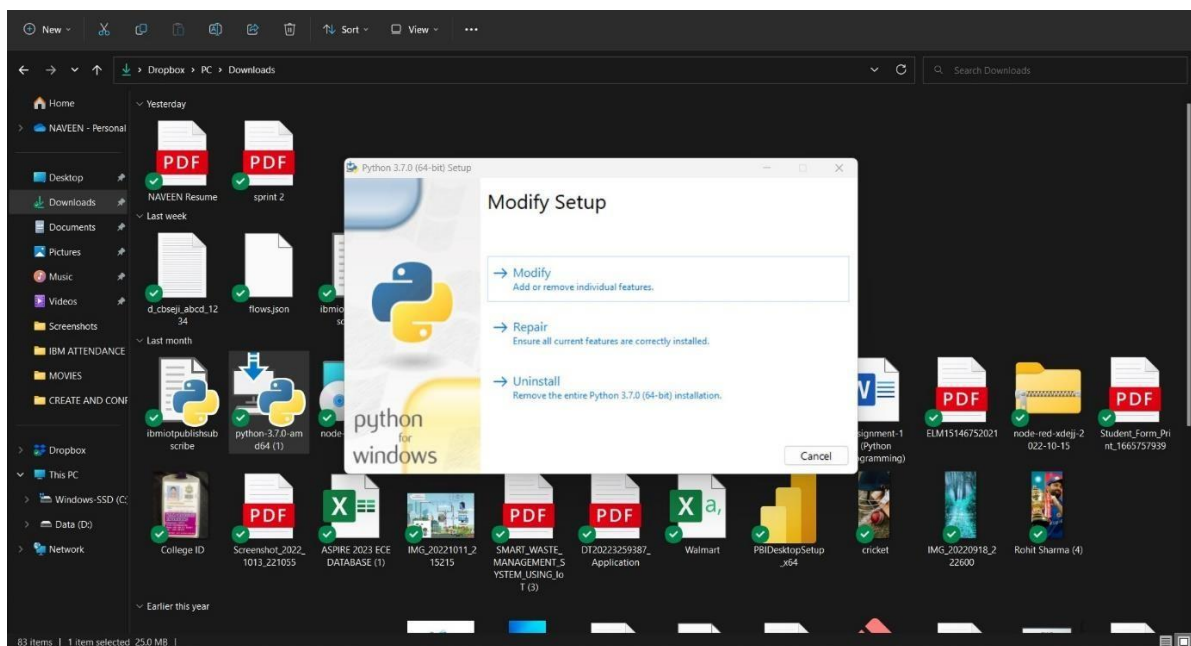 New
Sort
View
Dropbox > PC > Downloads
Search Downloads
Home
NAVEEN - Personal
Desktop
Downloads
Documents
Pictures
Music
Videos
Screenshots
IBM ATTENDANCE
MOVIES
CREATE AND CONF
Dropbox
This PC
Windows-SSD (C:
Data (D:)
Network
Yesterday
PDF
PDF
NAVEEN Resume
sprint 2
Last week
d_cbseji_abcd_12
34
flows.json
ibmio
Last month
ibmiotpublishsub
scribe
python-3.7.0-am
d64 (1)
node-
Python 3.7.0 (64-bit) Setup
Modify Setup
Modify
Add or remove individual features.
Repair
Ensure all current features are correctly installed.
Uninstall
Remove the entire Python 3.7.0 (64-bit) installation.
python
for
windows
Cancel
W
signment-1
(Python
ogramming)
PDF
ELM15146752021
node-red-xdejj-2
022-10-15
PDF
Student_Form_Pri
nt_1665757939
College ID
PDF
Screenshot_2022_
1013_221055
X
ASPIRE 2023 ECE
DATABASE (1)
IMG_20221011_2
15215
PDF
SMART_WASTE_
MANAGEMENT_S
YSTEM_USING_Io
T (3)
PDF
DT20223259387_
Application
X a,
Walmart
PBIDesktopSetup
_x64
cricket
IMG_20220918_2
22600
Rohit Sharma (4)
Earlier this year
83 items | 1 item selected 25.0 MB |